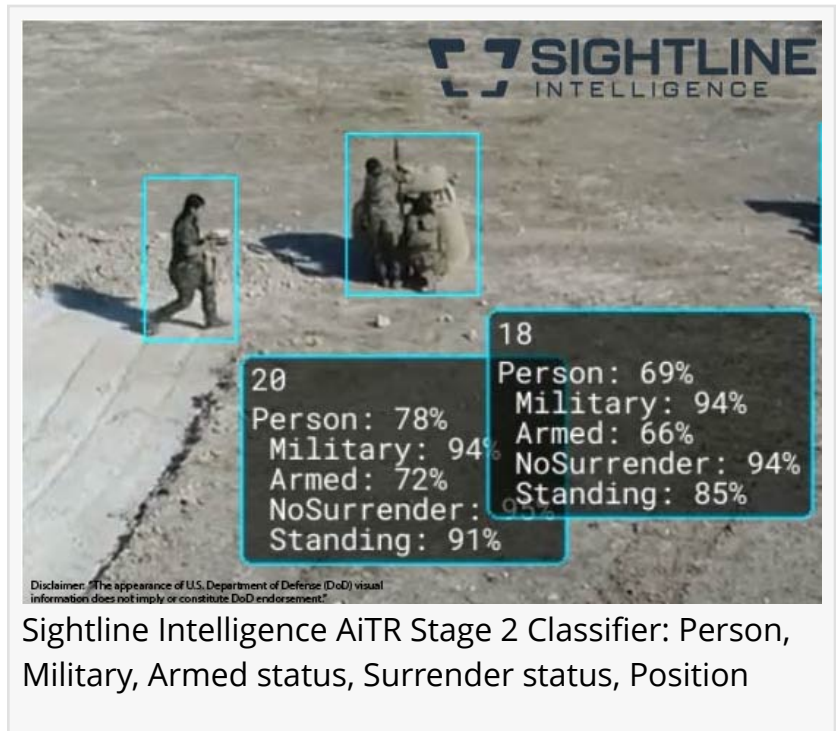 SIGHTLINE
INTELLIGENCE
18
Person: 69%
Military: 94%
Armed: 66%
NoSurrender: 94%
Standing: 85%
20
Person: 78%
Military: 94%
Armed: 72%
NoSurrender: 95%
Standing: 91%
Disclaimer: "The appearance of U.S. Department of Defense (DoD) visual
information does not imply or constitute DoD endorsement."
Sightline Intelligence AiTR Stage 2 Classifier: Person,
Military, Armed status, Surrender status, Position